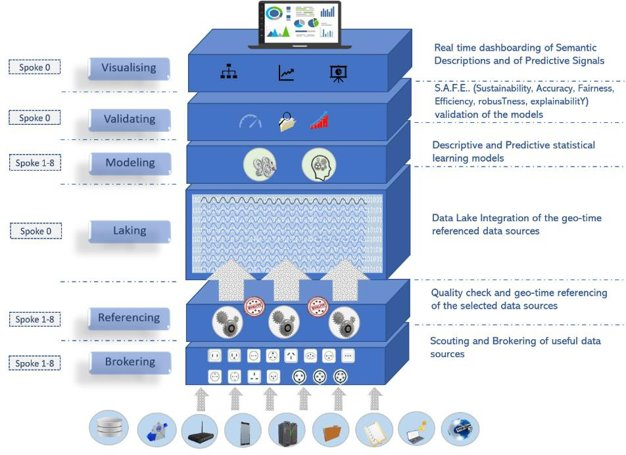 Real time dashboarding of Semantic
Descriptions and of Predictive Signals
Spoke 0
Visualising
S.A.F.E.. (Sustainability, Accuracy, Fairness,
Efficiency, robusTness, explainabilitY)
validation of the models
Spoke 0
Validating
Descriptive and Predictive statistical
learning models
Spoke 1-8
Modeling
Data Lake Integration of the geo-time
referenced data sources
Spoke 0
Laking
Quality check and geo-time referencing
of the selected data sources
Spoke 1-8
Referencing
Scouting and Brokering of useful data
sources
Spoke 1-8
Brokering